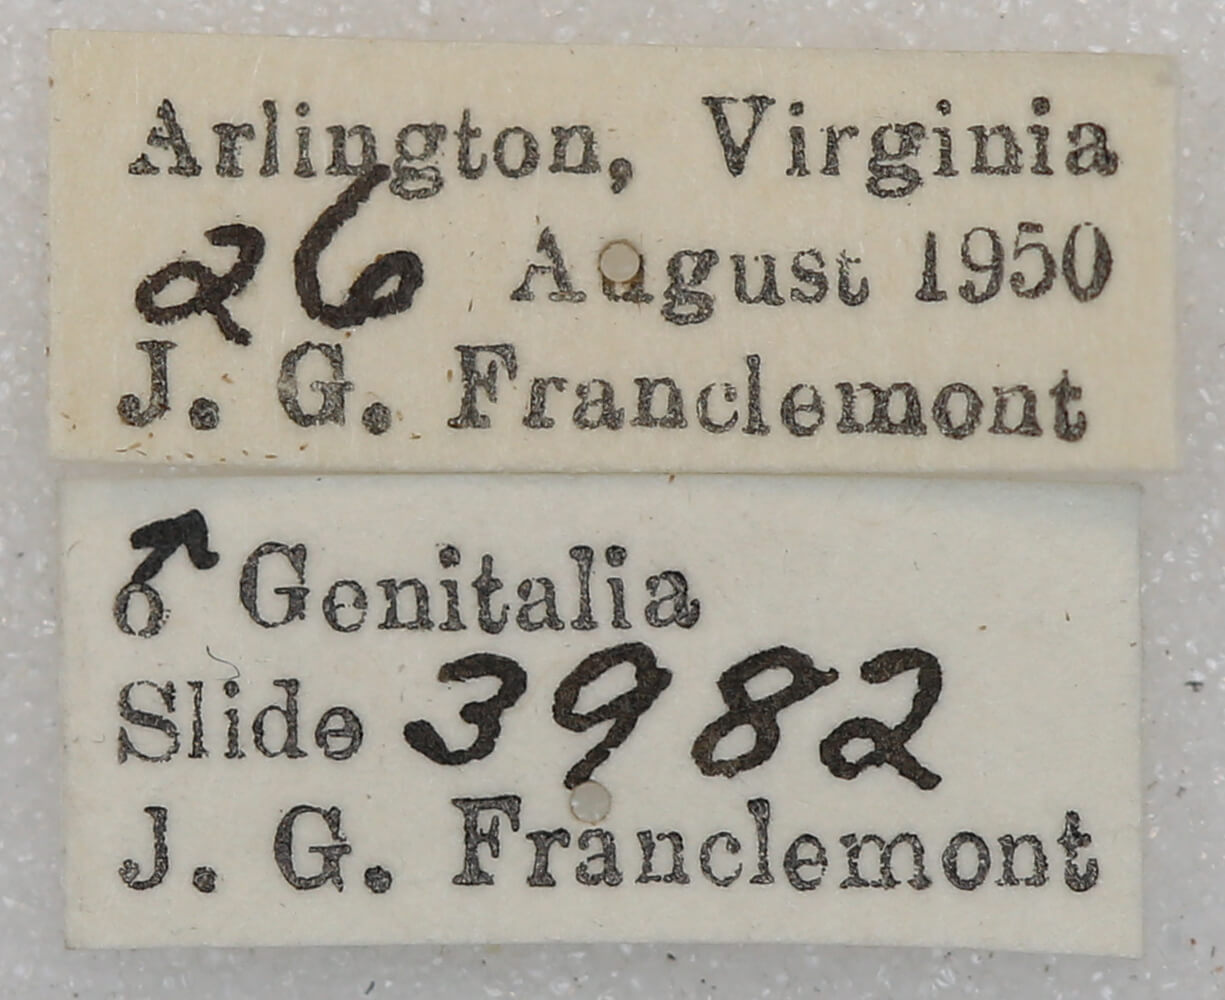 Arlington, Virginia
26 August 1950
J. G. Franclemont
♂ Genitalia
Slide 3982
J. G. Franclemont